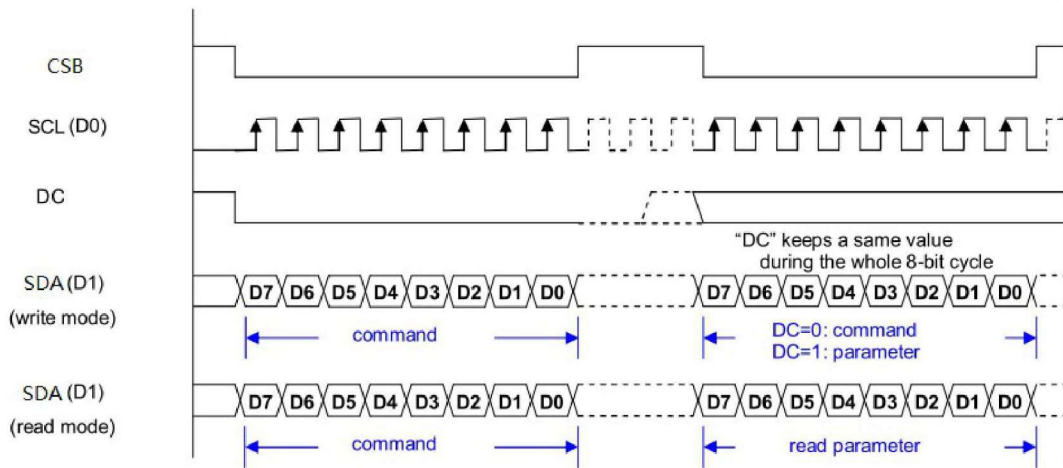 CSB
SCL (D0)
DC
"DC" keeps a same value
during the whole 8-bit cycle
SDA (D1)
(write mode)
D7 D6 D5 D4 D3 D2 D1 D0 D7 D6 D5 D4 D3 D2 D1 D0
command
DC=0: command
DC=1: parameter
SDA (D1)
(read mode)
D7 D6 D5 D4 D3 D2 D1 D0 D7 D6 D5 D4 D3 D2 D1 D0
command read parameter